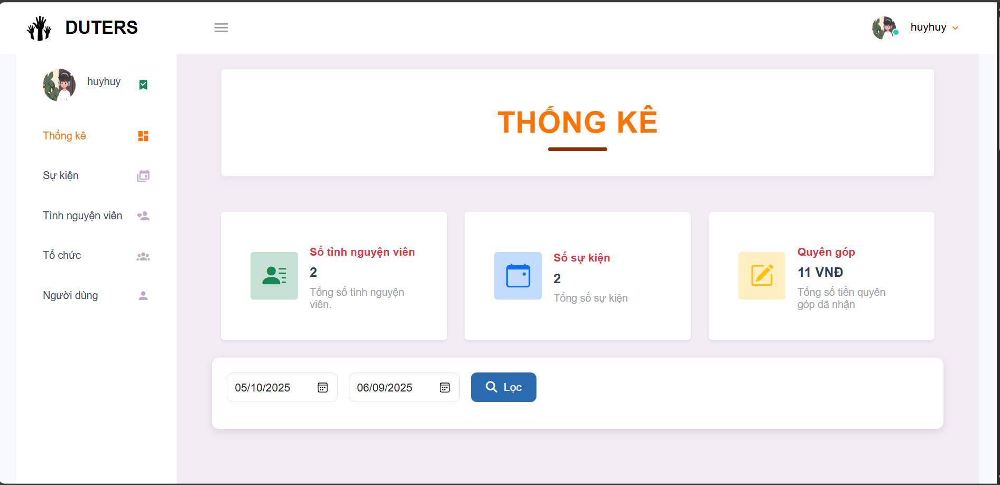 DUTERS
huyhuy
huyhuy
Thống kê
Sự kiện
Tình nguyện viên
Tổ chức
Người dùng
THỐNG KÊ
Số tình nguyện viên
2
Tổng số tình nguyện
viên.
Số sự kiện
2
Tổng số sự kiện
Quyên góp
11 VNĐ
Tổng số tiền quyên
góp đã nhận
05/10/2025
06/09/2025
Lọc